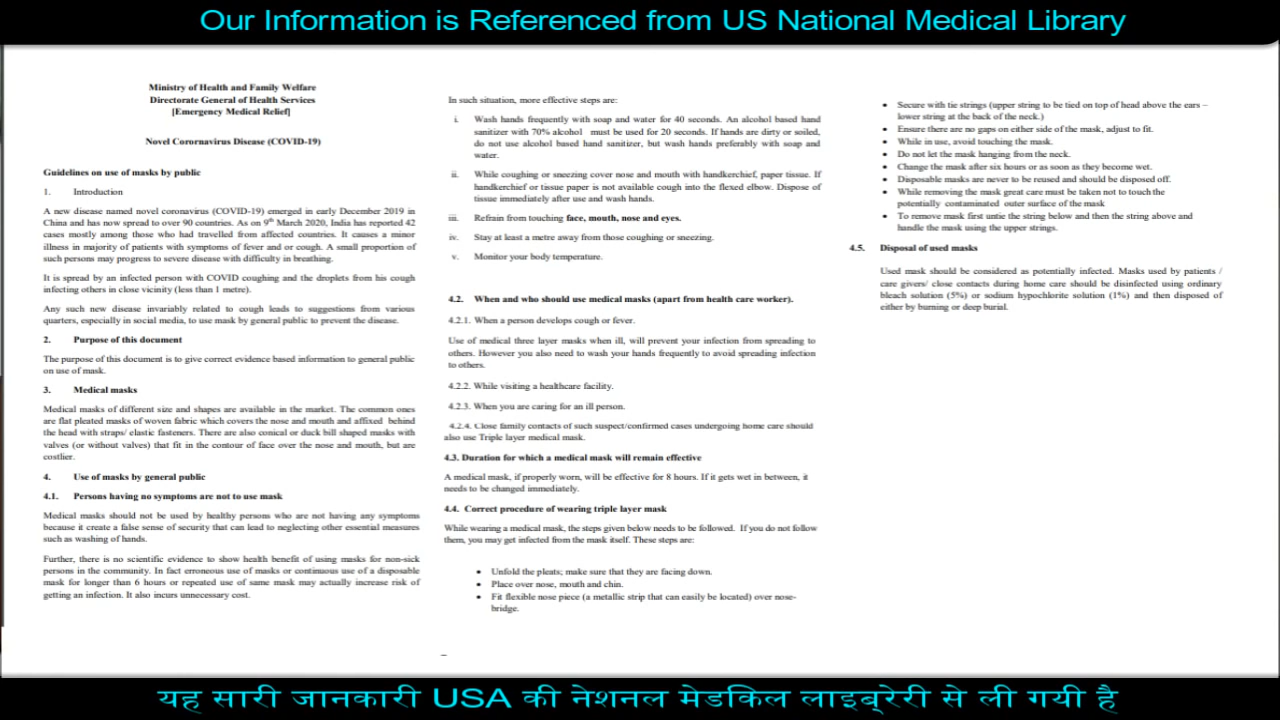 Our Information is Referenced from US National Medical Library
Ministry of Health and Family Welfare
Directorate General of Health Services
[Emergency Medical Relief]
Novel Corornavirus Disease (COVID-19)
Guidelines on use of masks by public
1. Introduction
A new disease named novel coronavirus (COVID-19) emerged in early December 2019 in
China and has now spread to over 90 countries. As on 9th March 2020, India has reported 42
cases mostly among those who had travelled from affected countries. It causes a minor
illness in majority of patients with symptoms of fever and or cough. A small proportion of
such persons may progress to severe disease with difficulty in breathing.
It is spread by an infected person with COVID coughing and the droplets from his cough
infecting others in close vicinity (less than 1 metre).
Any such new disease invariably related to cough leads to suggestions from various
quarters, especially in social media, to use mask by general public to prevent the disease.
2. Purpose of this document
The purpose of this document is to give correct evidence based information to general public
on use of mask.
3. Medical masks
Medical masks of different size and shapes are available in the market. The common ones
are flat pleated masks of woven fabric which covers the nose and mouth and affixed behind
the head with straps/ elastic fasteners. There are also conical or duck bill shaped masks with
valves (or without valves) that fit in the contour of face over the nose and mouth, but are
costlier.
4. Use of masks by general public
4.1. Persons having no symptoms are not to use mask
Medical masks should not be used by healthy persons who are not having any symptoms
because it create a false sense of security that can lead to neglecting other essential measures
such as washing of hands.
Further, there is no scientific evidence to show health benefit of using masks for non-sick
persons in the community. In fact erroneous use of masks or continuous use of a disposable
mask for longer than 6 hours or repeated use of same mask may actually increase risk of
getting an infection. It also incurs unnecessary cost.
In such situation, more effective steps are:
i. Wash hands frequently with soap and water for 40 seconds. An alcohol based hand
sanitizer with 70% alcohol must be used for 20 seconds. If hands are dirty or soiled,
do not use alcohol based hand sanitizer, but wash hands preferably with soap and
water.
ii. While coughing or sneezing cover nose and mouth with handkerchief, paper tissue. If
handkerchief or tissue paper is not available cough into the flexed elbow. Dispose of
tissue immediately after use and wash hands.
iii. Refrain from touching face, mouth, nose and eyes.
iv. Stay at least a metre away from those coughing or sneezing.
v. Monitor your body temperature.
4.2. When and who should use medical masks (apart from health care worker).
4.2.1. When a person develops cough or fever.
Use of medical three layer masks when ill, will prevent your infection from spreading to
others. However you also need to wash your hands frequently to avoid spreading infection
to others.
4.2.2. While visiting a healthcare facility.
4.2.3. When you are caring for an ill person.
4.2.4. Close family contacts of such suspect/confirmed cases undergoing home care should
also use Triple layer medical mask.
4.3. Duration for which a medical mask will remain effective
A medical mask, if properly worn, will be effective for 8 hours. If it gets wet in between, it
needs to be changed immediately.
4.4. Correct procedure of wearing triple layer mask
While wearing a medical mask, the steps given below needs to be followed. If you do not follow
them, you may get infected from the mask itself. These steps are:
• Unfold the pleats; make sure that they are facing down.
• Place over nose, mouth and chin.
• Fit flexible nose piece (a metallic strip that can easily be located) over nose-
bridge.
• Secure with tie strings (upper string to be tied on top of head above the ears –
lower string at the back of the neck.)
• Ensure there are no gaps on either side of the mask, adjust to fit.
• While in use, avoid touching the mask.
• Do not let the mask hanging from the neck.
• Change the mask after six hours or as soon as they become wet.
• Disposable masks are never to be reused and should be disposed off.
• While removing the mask great care must be taken not to touch the
potentially contaminated outer surface of the mask
• To remove mask first untie the string below and then the string above and
handle the mask using the upper strings.
4.5. Disposal of used masks
Used mask should be considered as potentially infected. Masks used by patients /
care givers/ close contacts during home care should be disinfected using ordinary
bleach solution (5%) or sodium hypochlorite solution (1%) and then disposed of
either by burning or deep burial.
यह सारी जानकारी USA की नेशनल मेडिकल लाइब्रेरी से ली गयी है